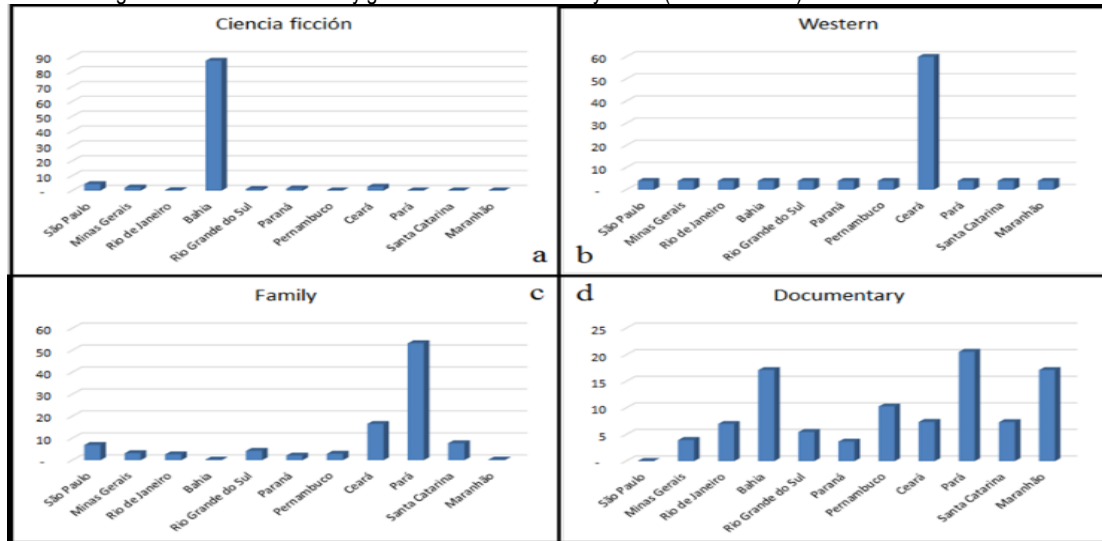 Ciencia ficción
90
80
70
60
50
40
30
20
10
-
São Paulo
Minas Gerais
Rio de Janeiro
Bahia
Rio Grande do Sul
Paraná
Pernambuco
Ceará
Pará
Santa Catarina
Maranhão
a
Western
60
50
40
30
20
10
-
São Paulo
Minas Gerais
Rio de Janeiro
Bahia
Rio Grande do Sul
Paraná
Pernambuco
Ceará
Pará
Santa Catarina
Maranhão
b
Family
c
60
50
40
30
20
10
-
São Paulo
Minas Gerais
Rio de Janeiro
Bahia
Rio Grande do Sul
Paraná
Pernambuco
Ceará
Pará
Santa Catarina
Maranhão
d
Documentary
25
20
15
10
5
-
São Paulo
Minas Gerais
Rio de Janeiro
Bahia
Rio Grande do Sul
Paraná
Pernambuco
Ceará
Pará
Santa Catarina
Maranhão